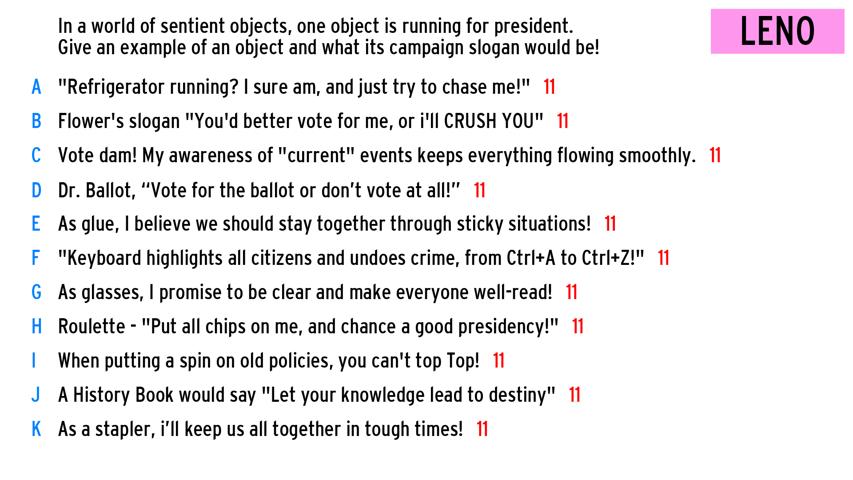 In a world of sentient objects, one object is running for president.
Give an example of an object and what its campaign slogan would be!
LENO
A "Refrigerator running? I sure am, and just try to chase me!" 11
B Flower's slogan "You'd better vote for me, or i'll CRUSH YOU" 11
C Vote dam! My awareness of "current" events keeps everything flowing smoothly. 11
D Dr. Ballot, “Vote for the ballot or don’t vote at all!” 11
E As glue, I believe we should stay together through sticky situations! 11
F "Keyboard highlights all citizens and undoes crime, from Ctrl+A to Ctrl+Z!" 11
G As glasses, I promise to be clear and make everyone well-read! 11
H Roulette - "Put all chips on me, and chance a good presidency!" 11
I When putting a spin on old policies, you can't top Top! 11
J A History Book would say "Let your knowledge lead to destiny" 11
K As a stapler, i’ll keep us all together in tough times! 11